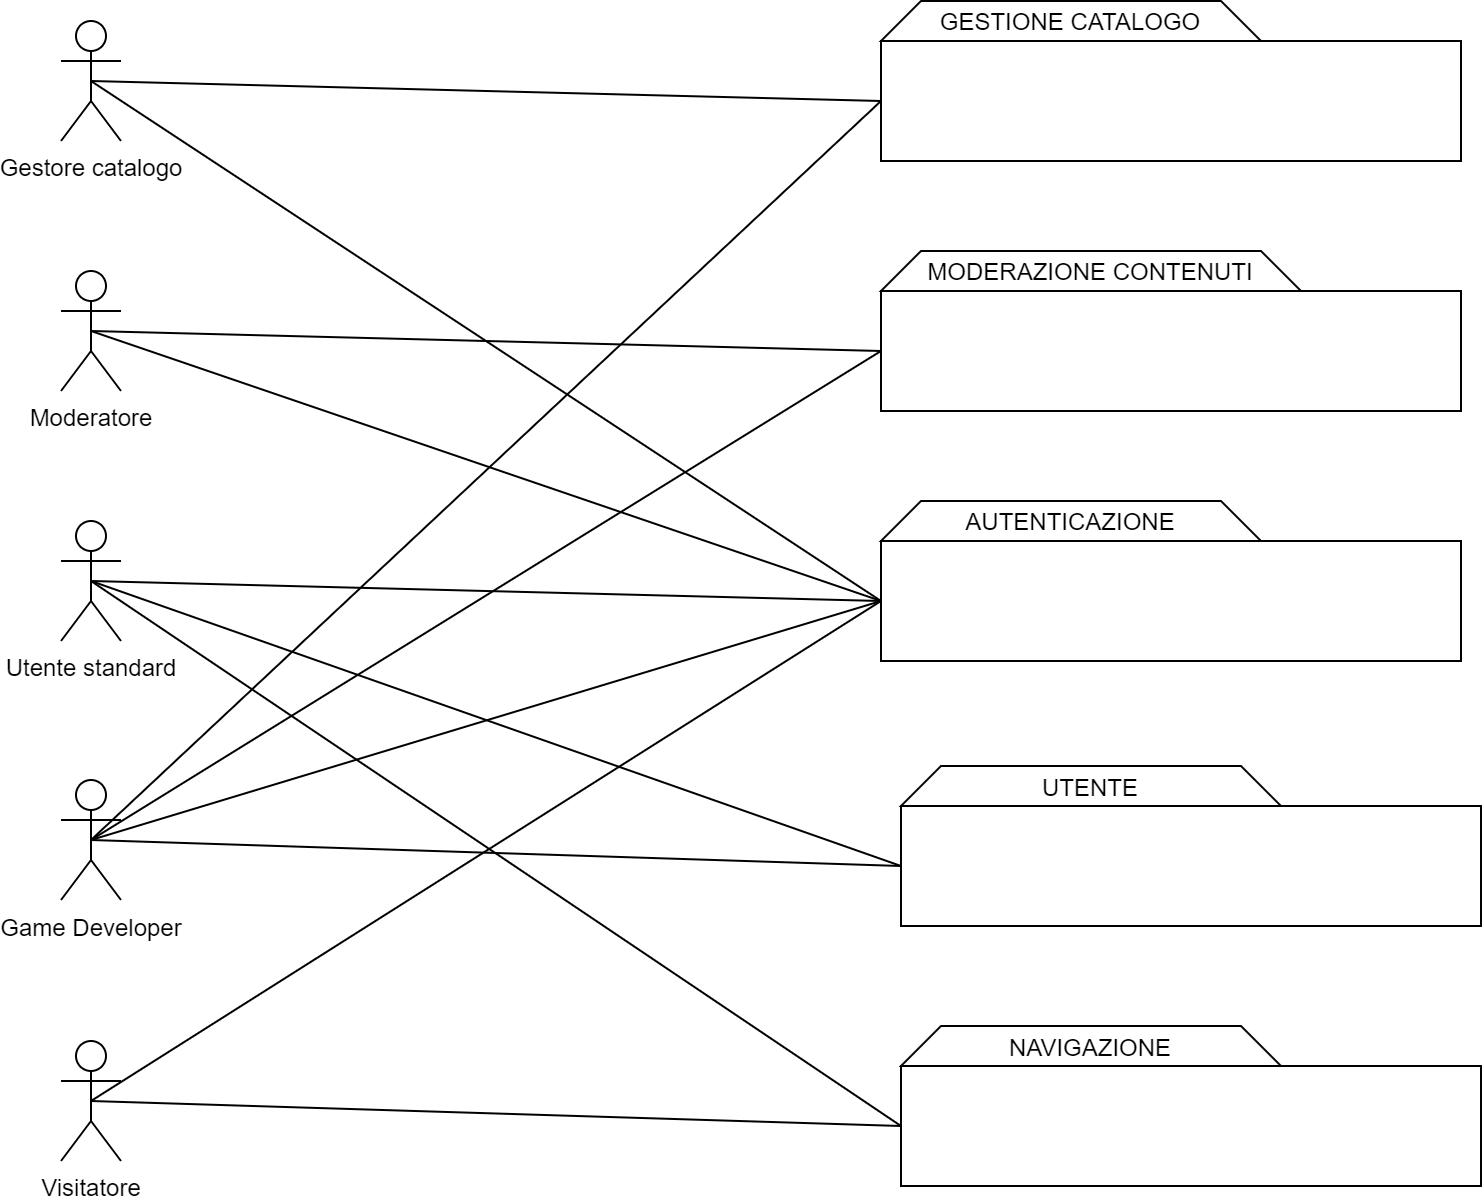 GESTIONE CATALOGO
Gestore catalogo
MODERAZIONE CONTENUTI
Moderatore
AUTENTICAZIONE
Utente standard
UTENTE
Game Developer
NAVIGAZIONE
Visitatore